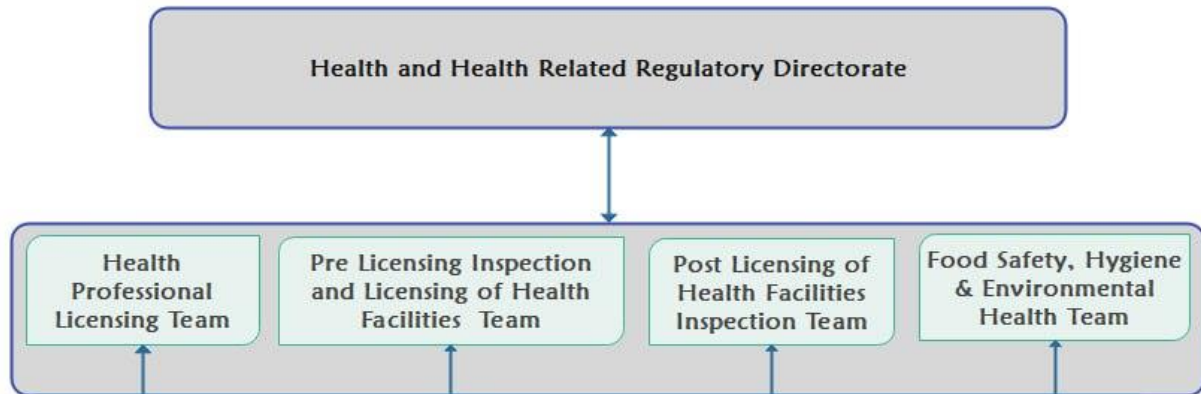 Health and Health Related Regulatory Directorate
Health
Professional
Licensing Team
Pre Licensing Inspection
and Licensing of Health
Facilities Team
Post Licensing of
Health Facilities
Inspection Team
Food Safety, Hygiene
& Environmental
Health Team